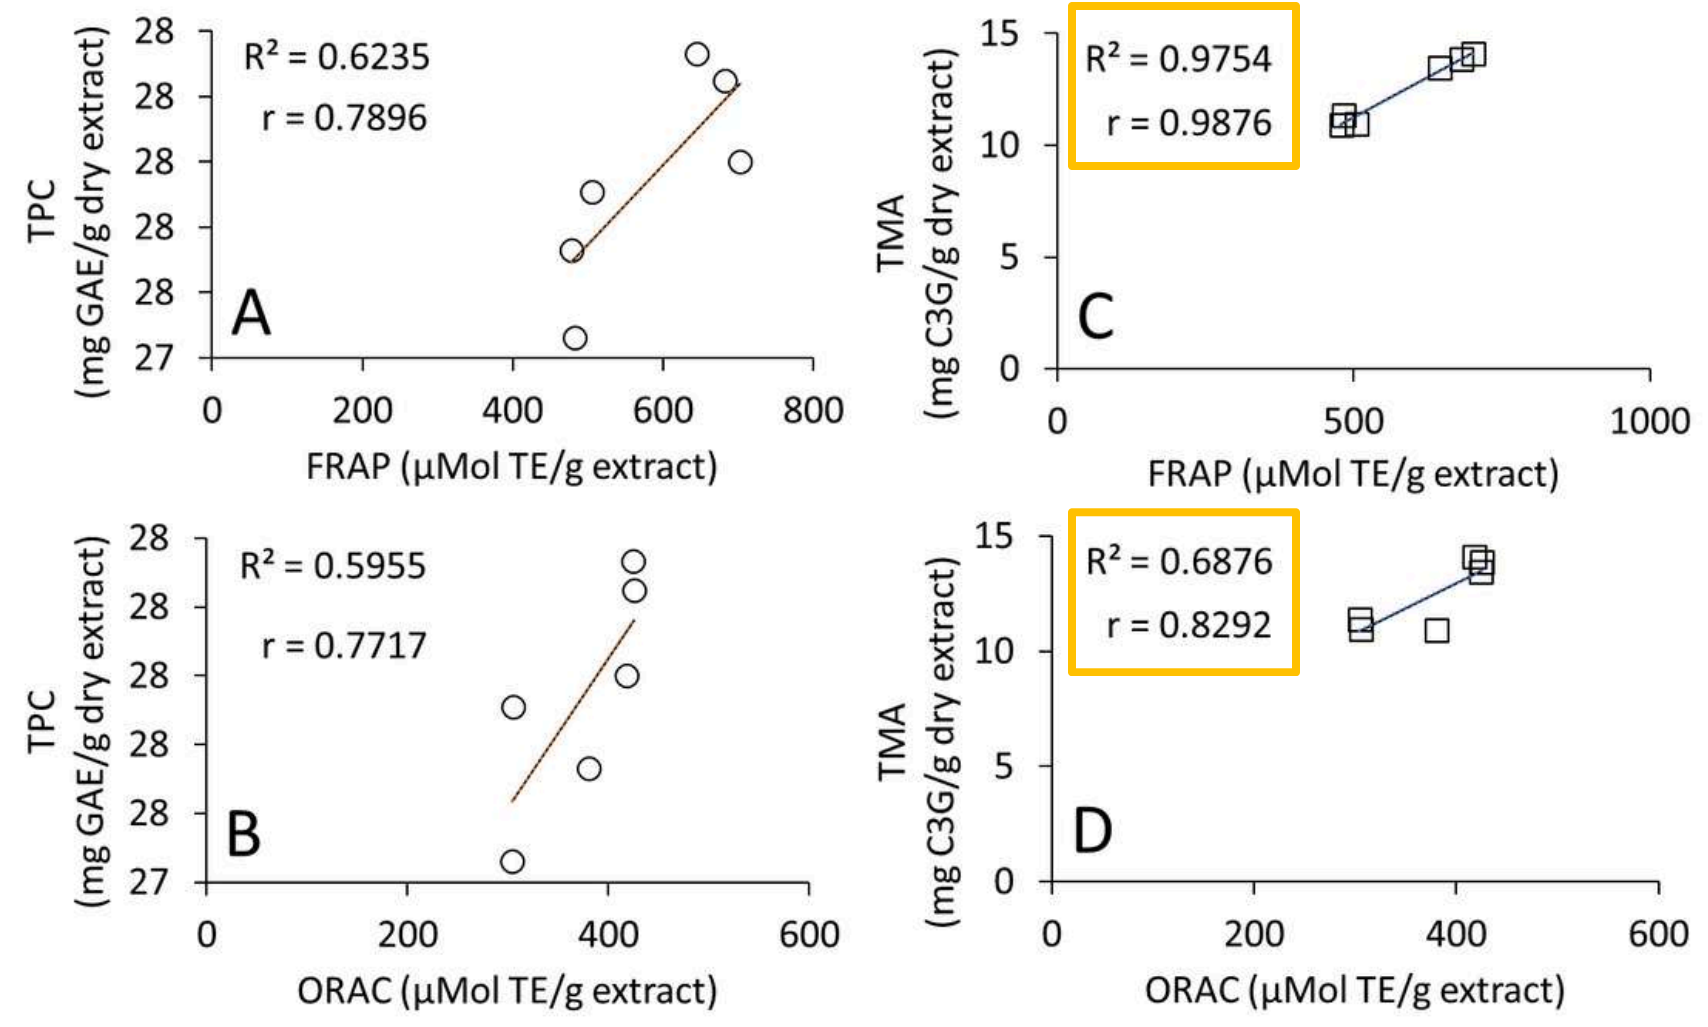 28
28
28
28
28
27
TPC
(mg GAE/g dry extract)
R² = 0.6235
r = 0.7896
A
0 200 400 600 800
FRAP (µMol TE/g extract)
15
10
5
0
TMA
(mg C3G/g dry extract)
R² = 0.9754
r = 0.9876
C
0 500 1000
FRAP (µMol TE/g extract)
28
28
28
28
28
27
TPC
(mg GAE/g dry extract)
R² = 0.5955
r = 0.7717
B
0 200 400 600
ORAC (µMol TE/g extract)
15
10
5
0
TMA
(mg C3G/g dry extract)
R² = 0.6876
r = 0.8292
D
0 200 400 600
ORAC (µMol TE/g extract)